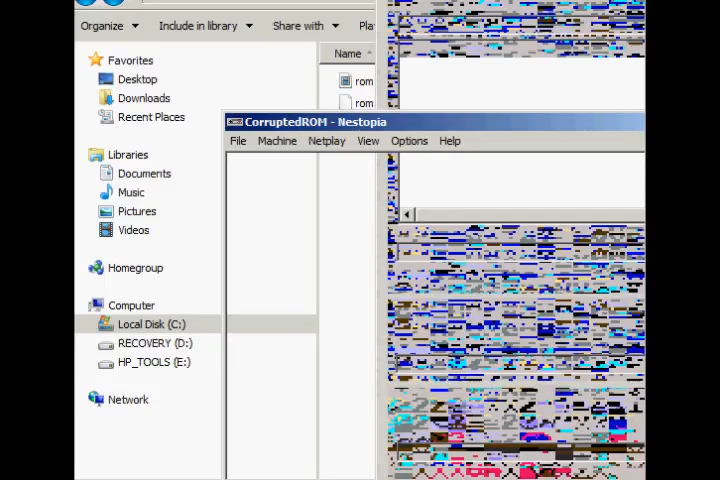 Organize Include in library Share with
Name
Favorites
Desktop
Downloads
Recent Places
rom
rom
CorruptedROM - Nestopia
File Machine Netplay View Options Help
Libraries
Documents
Music
Pictures
Videos
Homegroup
Computer
Local Disk (C:)
RECOVERY (D:)
HP_TOOLS (E:)
Network